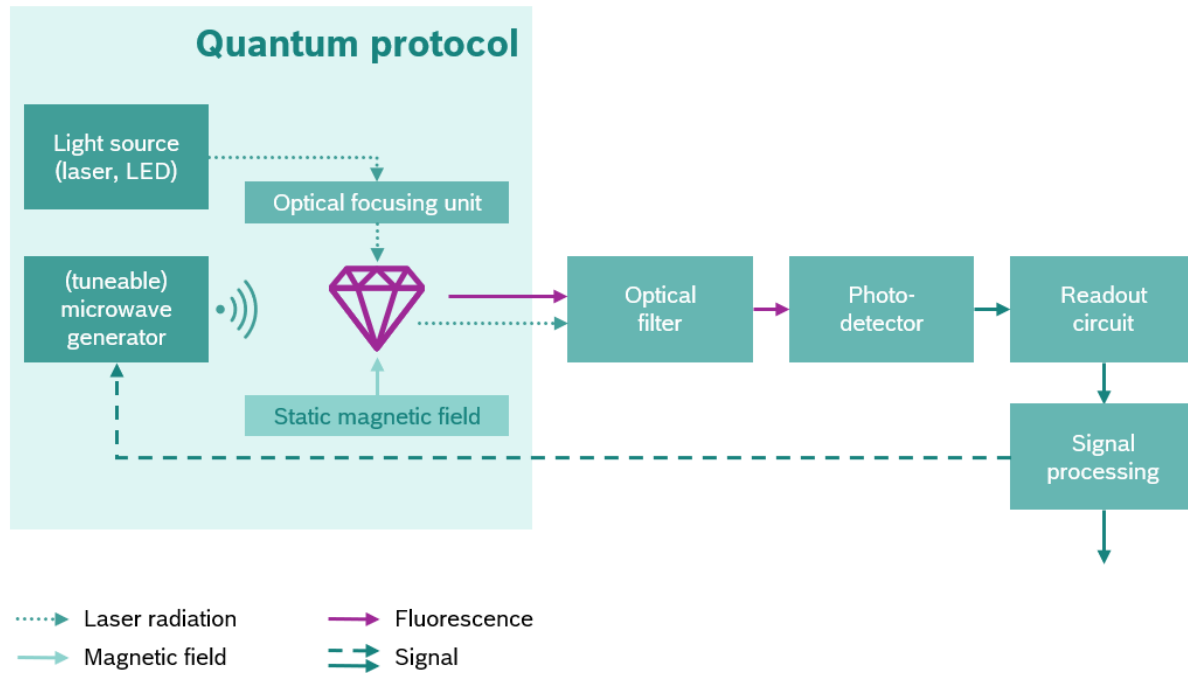 Quantum protocol
Light source
(laser, LED)
Optical focusing unit
(tuneable)
microwave
generator
Static magnetic field
Optical
filter
Photo-
detector
Readout
circuit
Signal
processing
Laser radiation
Fluorescence
Magnetic field
Signal